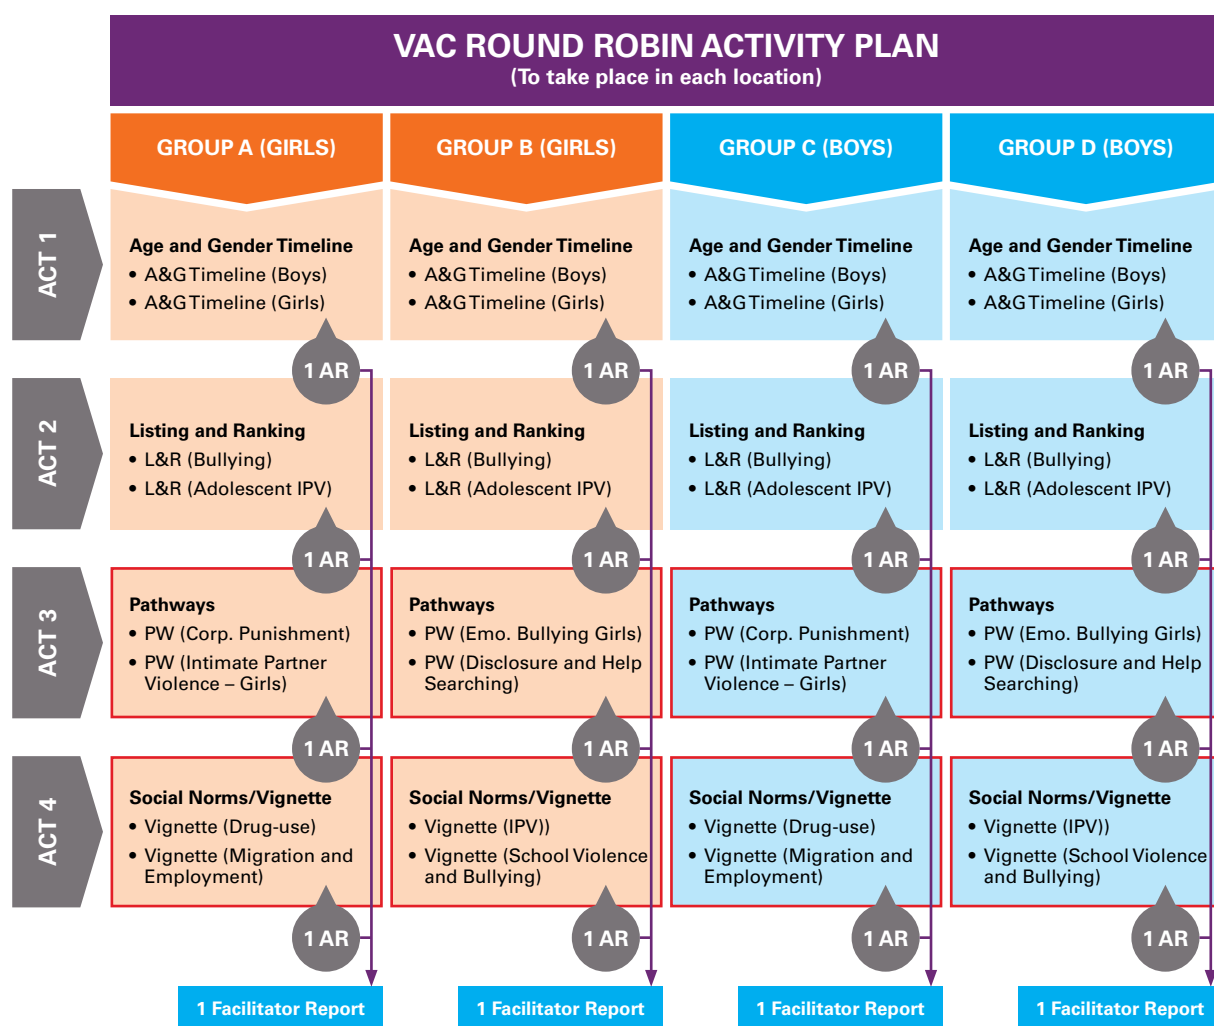 VAC ROUND ROBIN ACTIVITY PLAN
(To take place in each location)
GROUP A (GIRLS)
GROUP B (GIRLS)
GROUP C (BOYS)
GROUP D (BOYS)
ACT 1
Age and Gender Timeline
• A&G Timeline (Boys)
• A&G Timeline (Girls)
1 AR
Age and Gender Timeline
• A&G Timeline (Boys)
• A&G Timeline (Girls)
1 AR
Age and Gender Timeline
• A&G Timeline (Boys)
• A&G Timeline (Girls)
1 AR
Age and Gender Timeline
• A&G Timeline (Boys)
• A&G Timeline (Girls)
1 AR
ACT 2
Listing and Ranking
• L&R (Bullying)
• L&R (Adolescent IPV)
1 AR
Listing and Ranking
• L&R (Bullying)
• L&R (Adolescent IPV)
1 AR
Listing and Ranking
• L&R (Bullying)
• L&R (Adolescent IPV)
1 AR
Listing and Ranking
• L&R (Bullying)
• L&R (Adolescent IPV)
1 AR
ACT 3
Pathways
• PW (Corp. Punishment)
• PW (Intimate Partner
Violence – Girls)
1 AR
Pathways
• PW (Emo. Bullying Girls)
• PW (Disclosure and Help
Searching)
1 AR
Pathways
• PW (Corp. Punishment)
• PW (Intimate Partner
Violence – Girls)
1 AR
Pathways
• PW (Emo. Bullying Girls)
• PW (Disclosure and Help
Searching)
1 AR
ACT 4
Social Norms/Vignette
• Vignette (Drug-use)
• Vignette (Migration and
Employment)
1 AR
Social Norms/Vignette
• Vignette (IPV))
• Vignette (School Violence
and Bullying)
1 AR
Social Norms/Vignette
• Vignette (Drug-use)
• Vignette (Migration and
Employment)
1 AR
Social Norms/Vignette
• Vignette (IPV))
• Vignette (School Violence
and Bullying)
1 AR
1 Facilitator Report
1 Facilitator Report
1 Facilitator Report
1 Facilitator Report